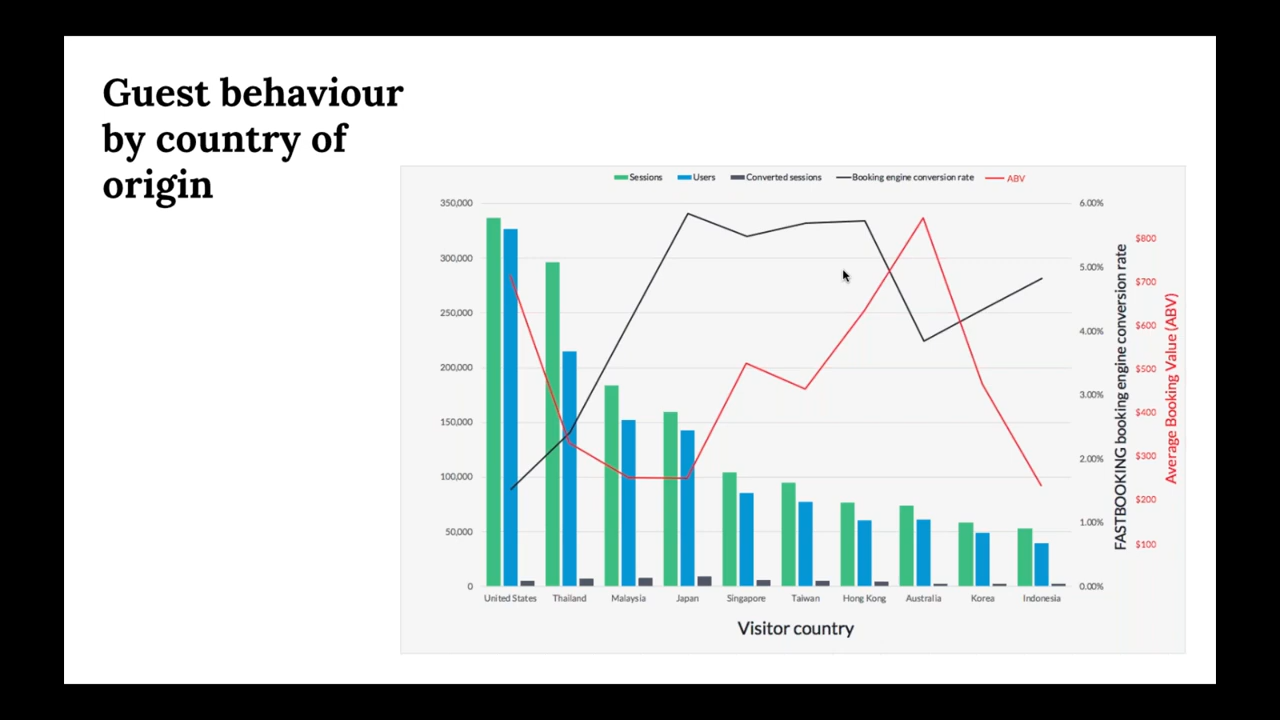 Guest behaviour
by country of
origin
Sessions Users Converted sessions Booking engine conversion rate ABV
350,000
300,000
250,000
200,000
150,000
100,000
50,000
0
6.00%
5.00%
4.00%
3.00%
2.00%
1.00%
0.00%
FASTBOOKING booking engine conversion rate
$800
$700
$600
$500
$400
$300
$200
$100
Average Booking Value (ABV)
United States Thailand Malaysia Japan Singapore Taiwan Hong Kong Australia Korea Indonesia
Visitor country